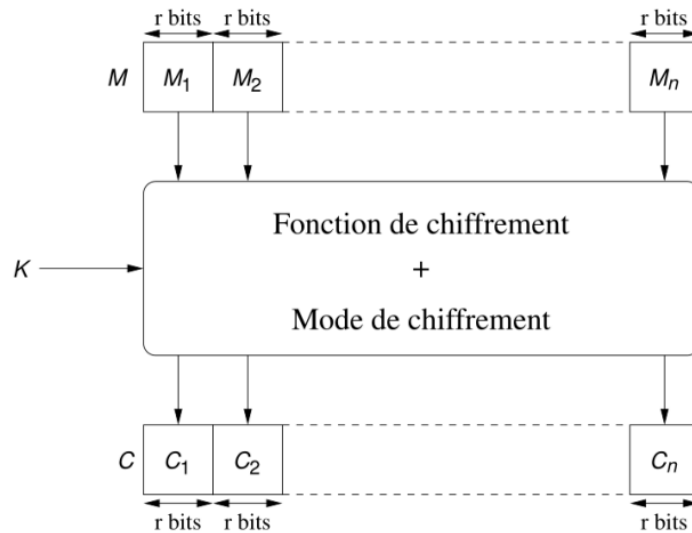 r bits r bits r bits
M M₁ M₂ Mₙ
Fonction de chiffrement
K +
Mode de chiffrement
C C₁ C₂ Cₙ
r bits r bits r bits